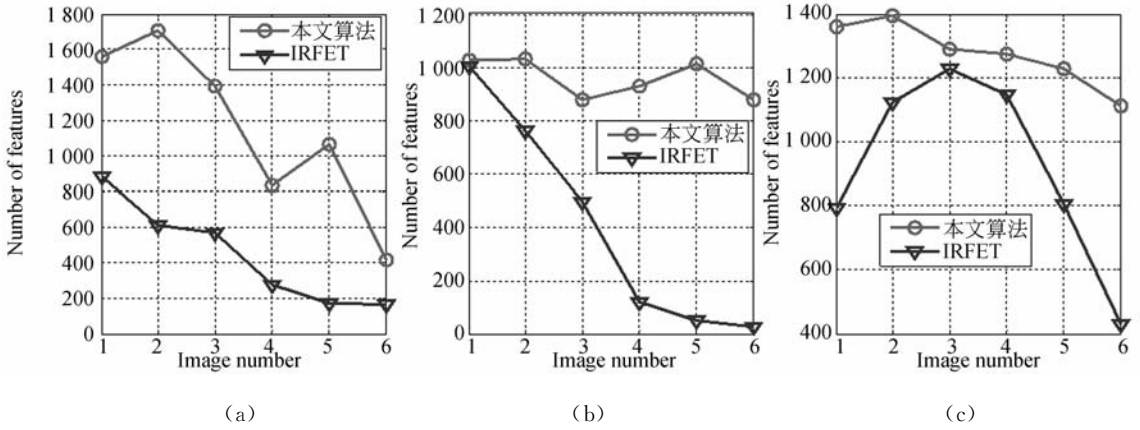 1 800
1 600
1 400
1 200
1 000
800
600
400
200
0
Number of features
1 2 3 4 5 6
Image number
本文算法
IRFET
(a)
1 200
1 000
800
600
400
200
0
Number of features
1 2 3 4 5 6
Image number
本文算法
IRFET
(b)
1 400
1 200
1 000
800
600
400
Number of features
1 2 3 4 5 6
Image number
本文算法
IRFET
(c)